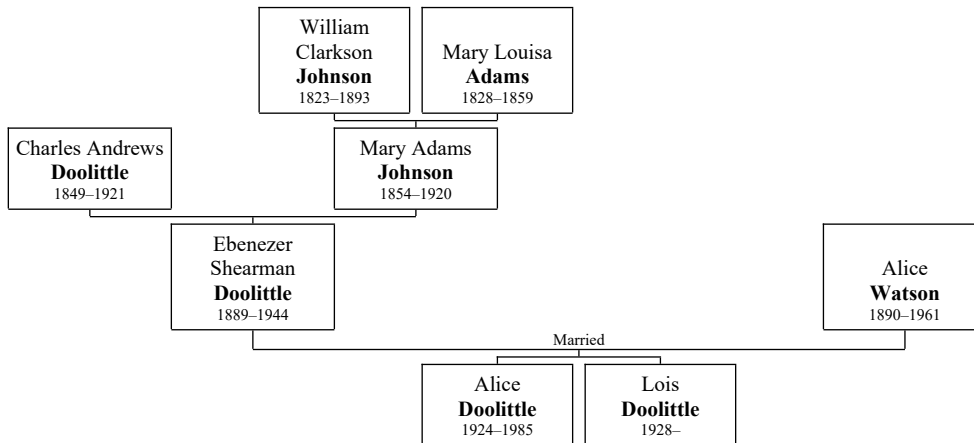 William
Clarkson
Johnson
1823–1893
Mary Louisa
Adams
1828–1859
Charles Andrews
Doolittle
1849–1921
Mary Adams
Johnson
1854–1920
Ebenezer
Shearman
Doolittle
1889–1944
Alice
Watson
1890–1961
Married
Alice
Doolittle
1924–1985
Lois
Doolittle
1928–